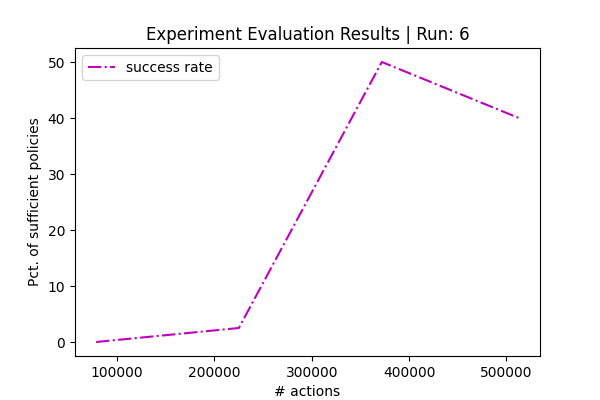 Experiment Evaluation Results | Run: 6
success rate
Pct. of sufficient policies
50
40
30
20
10
0
100000 200000 300000 400000 500000
# actions